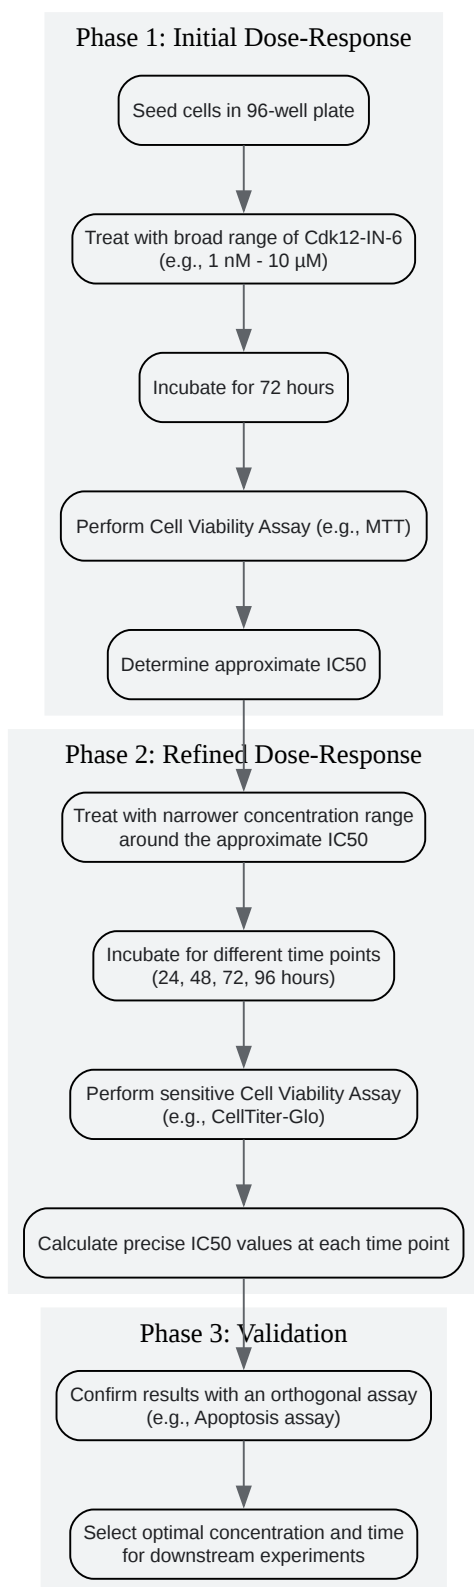 Phase 1: Initial Dose-Response
Seed cells in 96-well plate
Treat with broad range of Cdk12-IN-6
(e.g., 1 nM - 10 µM)
Incubate for 72 hours
Perform Cell Viability Assay (e.g., MTT)
Determine approximate IC50
Phase 2: Refined Dose-Response
Treat with narrower concentration range
around the approximate IC50
Incubate for different time points
(24, 48, 72, 96 hours)
Perform sensitive Cell Viability Assay
(e.g., CellTiter-Glo)
Calculate precise IC50 values at each time point
Phase 3: Validation
Confirm results with an orthogonal assay
(e.g., Apoptosis assay)
Select optimal concentration and time
for downstream experiments